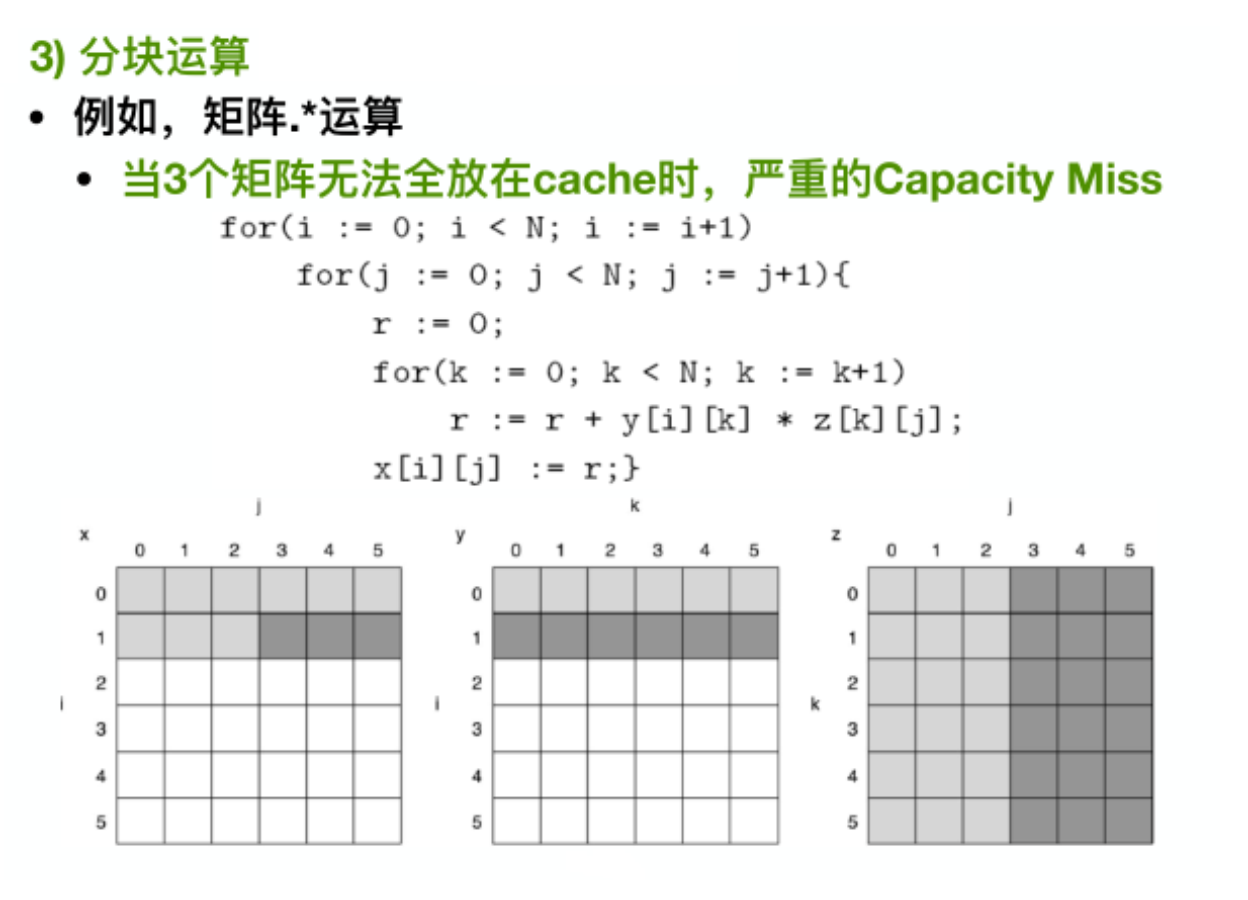 3) 分块运算
• 例如，矩阵.*运算
• 当3个矩阵无法全放在cache时，严重的Capacity Miss
for(i := 0; i < N; i := i+1)
for(j := 0; j < N; j := j+1){
r := 0;
for(k := 0; k < N; k := k+1)
r := r + y[i][k] * z[k][j];
x[i][j] := r;}
j
x
0 1 2 3 4 5
0
1
2
i
3
4
5
k
y
0 1 2 3 4 5
0
1
2
i
3
4
5
j
z
0 1 2 3 4 5
0
1
2
k
3
4
5